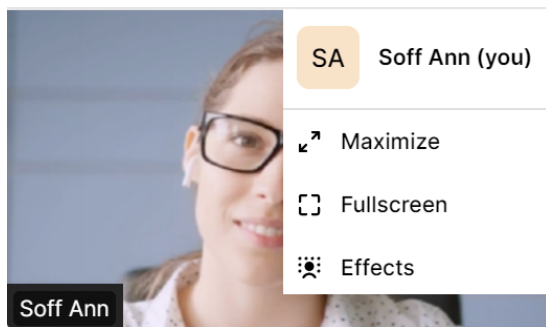 SA
Soff Ann (you)
Maximize
Fullscreen
Effects
Soff Ann